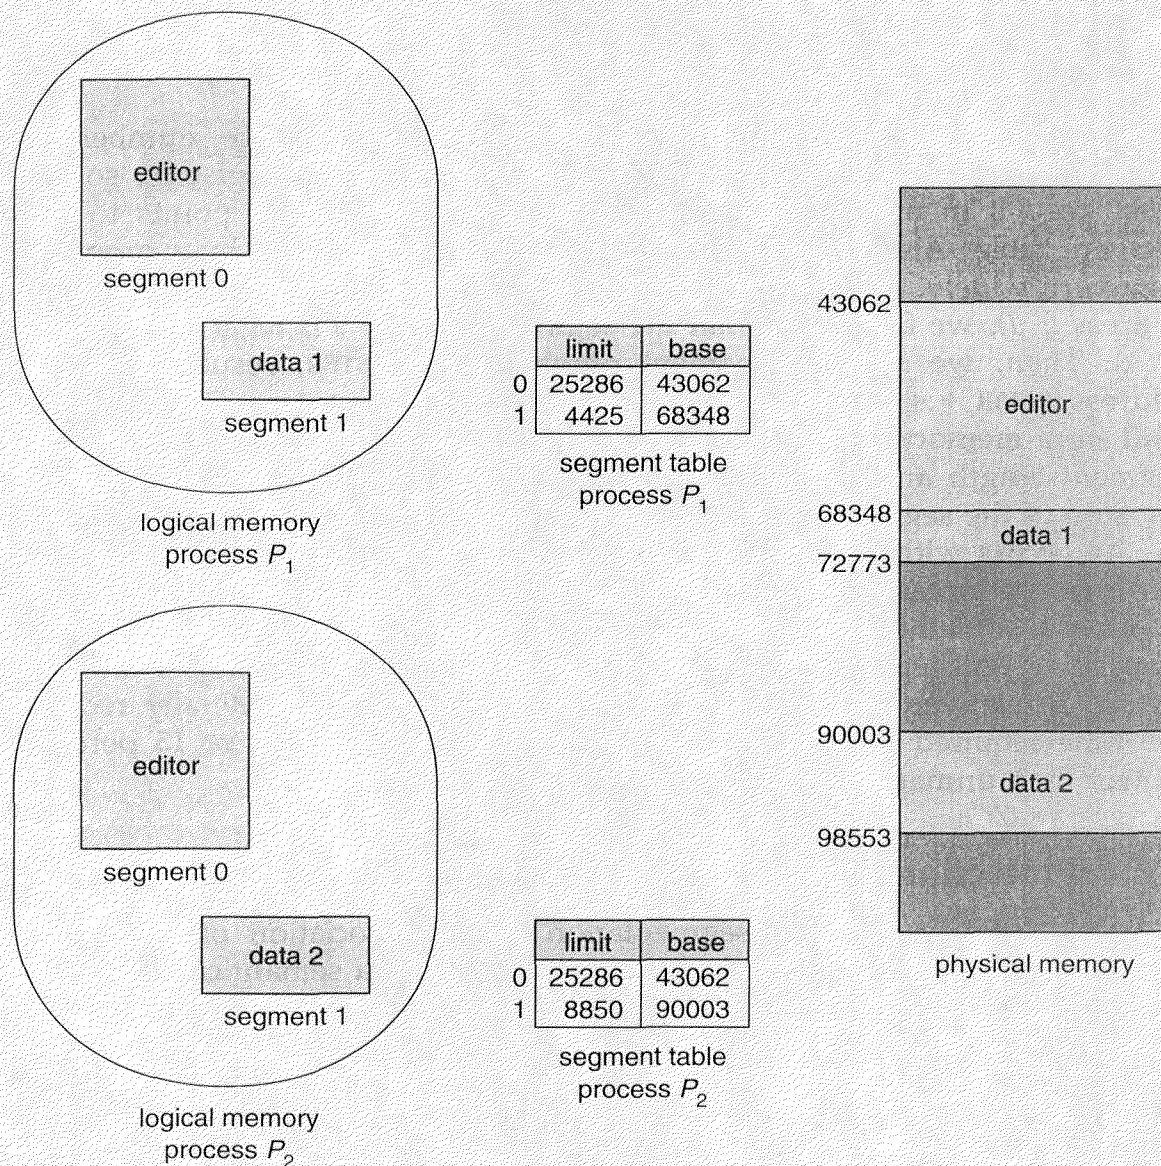 editor
segment 0
data 1
segment 1
logical memory
process P1
limit base
0 25286 43062
1 4425 68348
segment table
process P1
editor
segment 0
data 2
segment 1
logical memory
process P2
limit base
0 25286 43062
1 8850 90003
segment table
process P2
43062
editor
68348
data 1
72773
90003
data 2
98553
physical memory